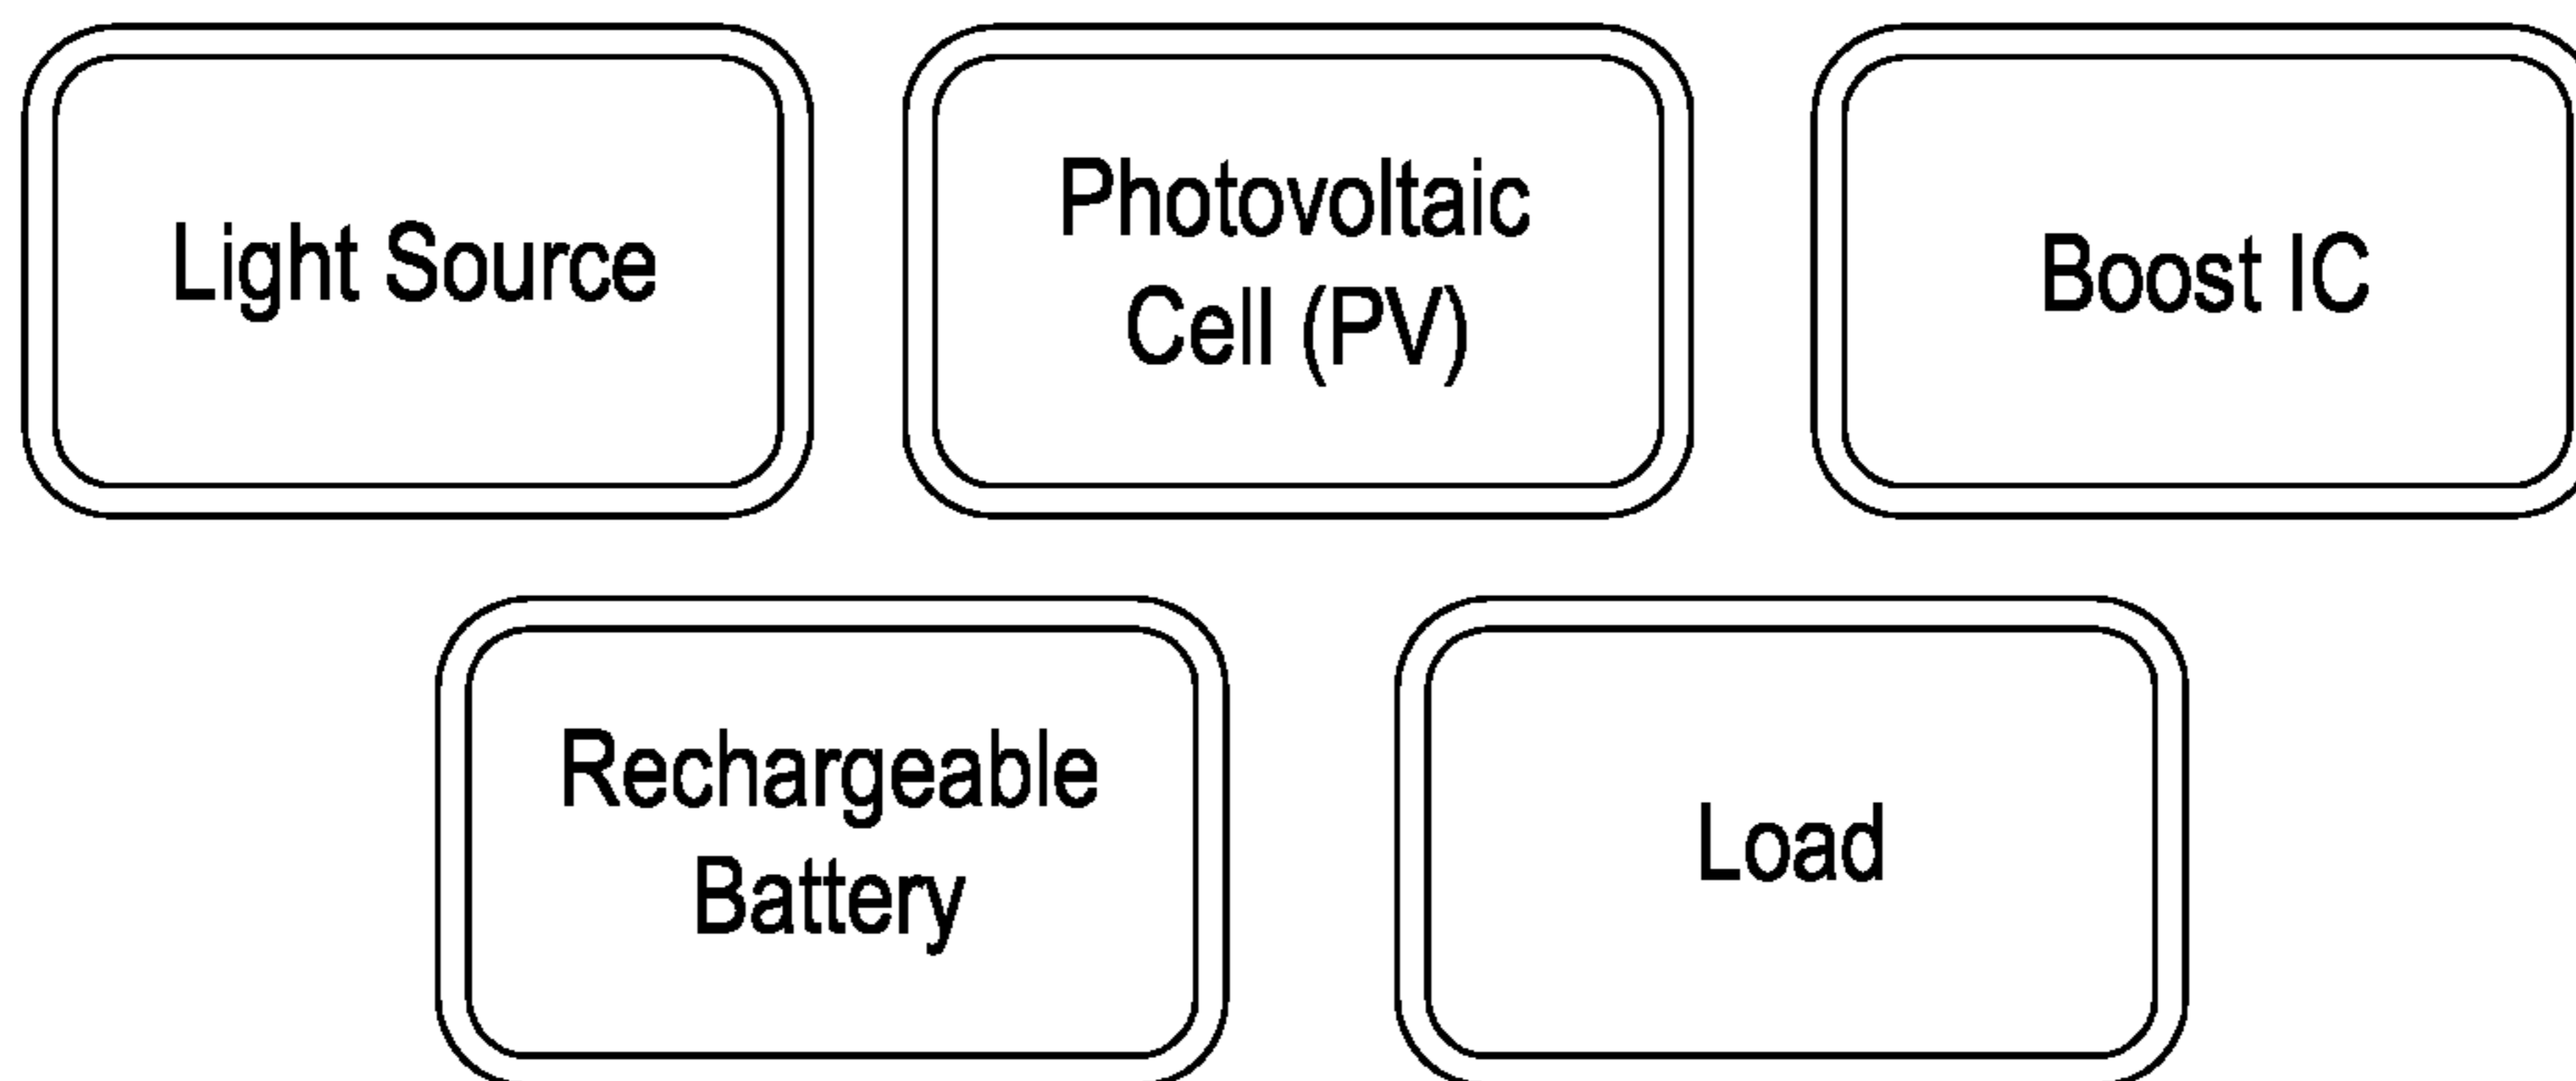 Light Source
Photovoltaic
Cell (PV)
Boost IC
Rechargeable
Battery
Load